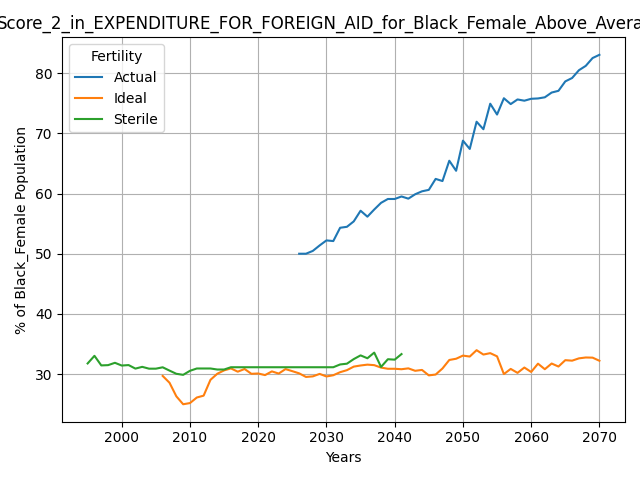 Score_2_in_EXPENDITURE_FOR_FOREIGN_AID_for_Black_Female_Above_Avera
Fertility
Actual
Ideal
Sterile
% of Black_Female Population
80
70
60
50
40
30
2000 2010 2020 2030 2040 2050 2060 2070
Years